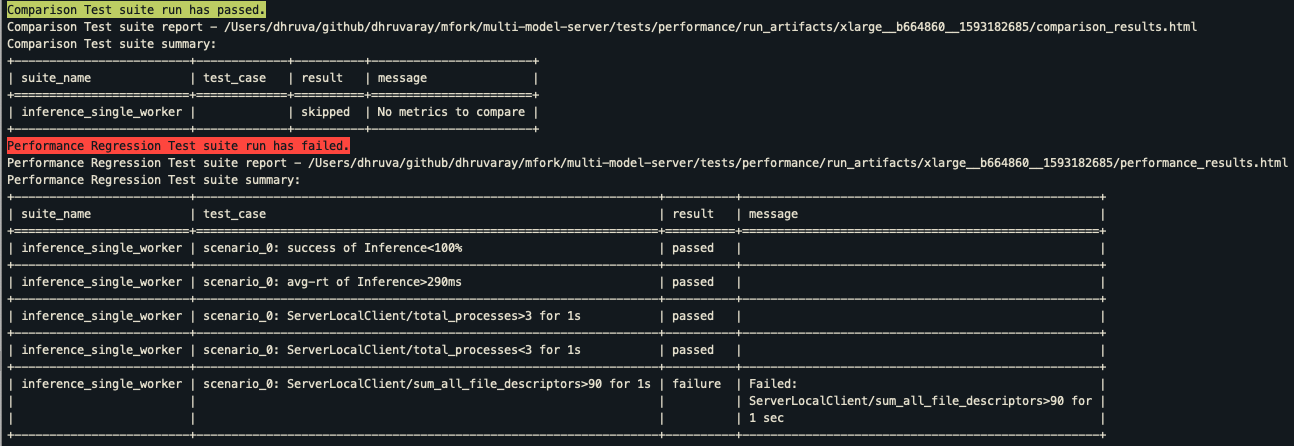 Comparison Test suite run has passed.
Comparison Test suite report - /Users/dhruva/github/dhruvaray/mfork/multi-model-server/tests/performance/run_artifacts/xlarge__b664860__1593182685/comparison_results.html
Comparison Test suite summary:
| suite_name | test_case | result | message |
| inference_single_worker | | skipped | No metrics to compare |
Performance Regression Test suite run has failed.
Performance Regression Test suite report - /Users/dhruva/github/dhruvaray/mfork/multi-model-server/tests/performance/run_artifacts/xlarge__b664860__1593182685/performance_results.html
Performance Regression Test suite summary:
| suite_name | test_case | result | message |
| inference_single_worker | scenario_0: success of Inference<100% | passed | |
| inference_single_worker | scenario_0: avg-rt of Inference>290ms | passed | |
| inference_single_worker | scenario_0: ServerLocalClient/total_processes>3 for 1s | passed | |
| inference_single_worker | scenario_0: ServerLocalClient/total_processes<3 for 1s | passed | |
| inference_single_worker | scenario_0: ServerLocalClient/sum_all_file_descriptors>90 for 1s | failure | Failed: |
| | | | ServerLocalClient/sum_all_file_descriptors>90 for |
| | | | 1 sec |